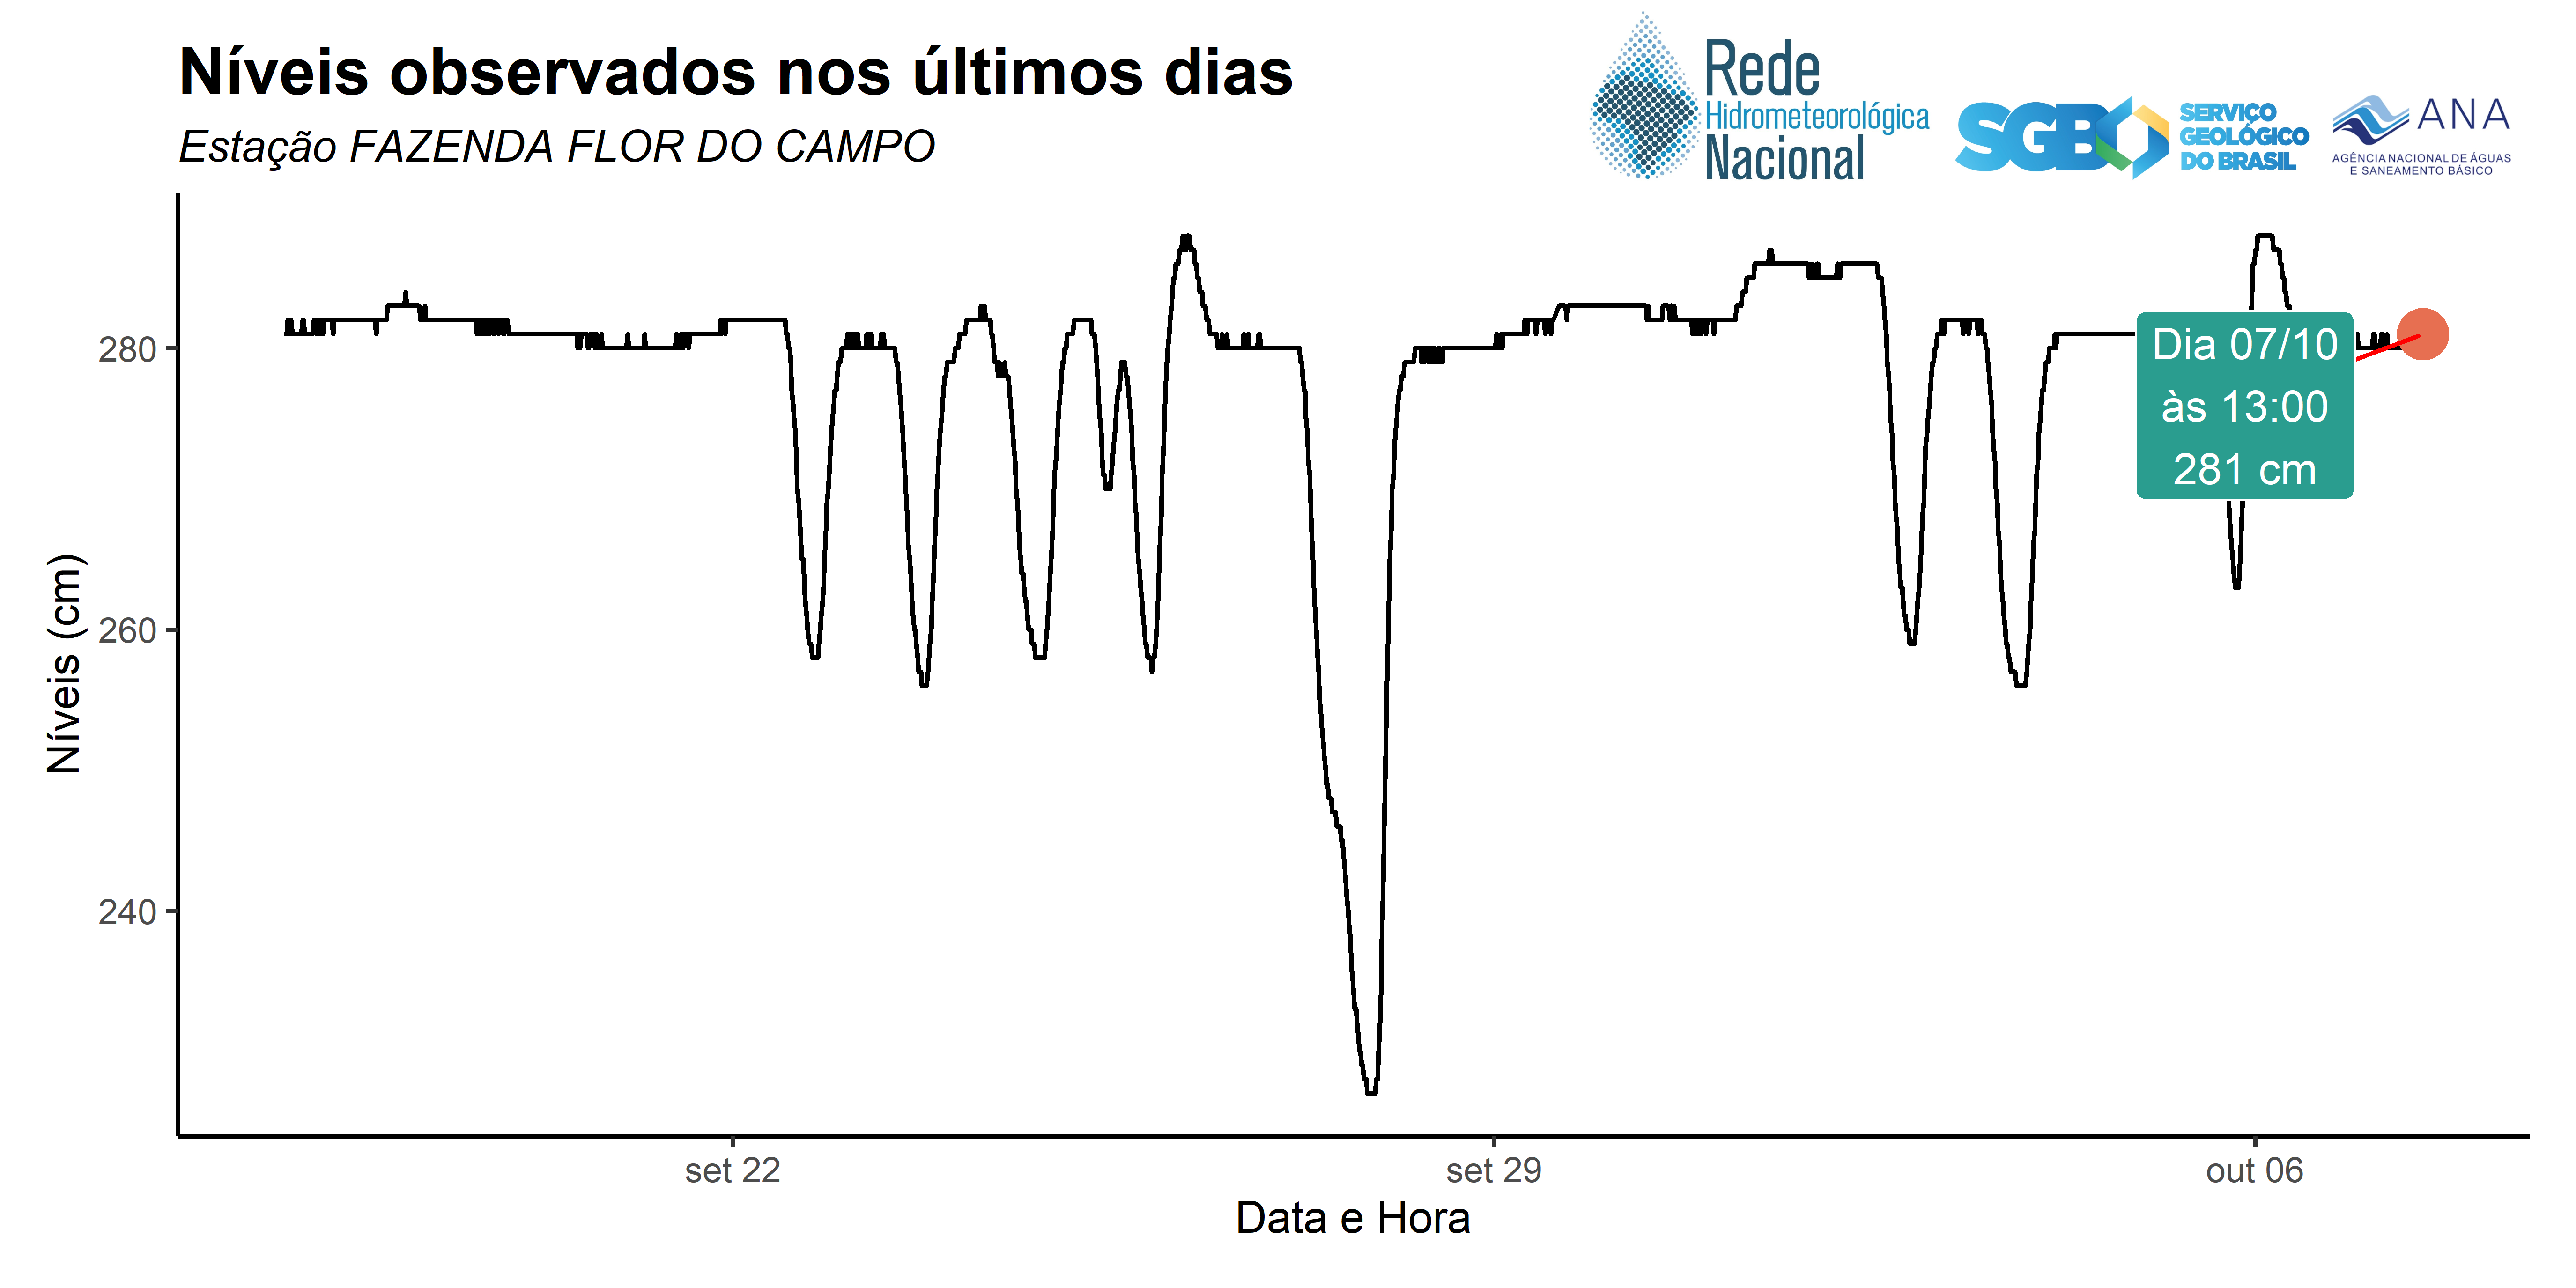 Níveis observados nos últimos dias
Estação FAZENDA FLOR DO CAMPO
Rede
Hidrometeorológica
Nacional
SGB
SERVIÇO
GEOLÓGICO
DO BRASIL
ANA
AGÊNCIA NACIONAL DE ÁGUAS
E SANEAMENTO BÁSICO
Níveis (cm)
280
260
240
Dia 07/10
às 13:00
281 cm
set 22
set 29
out 06
Data e Hora